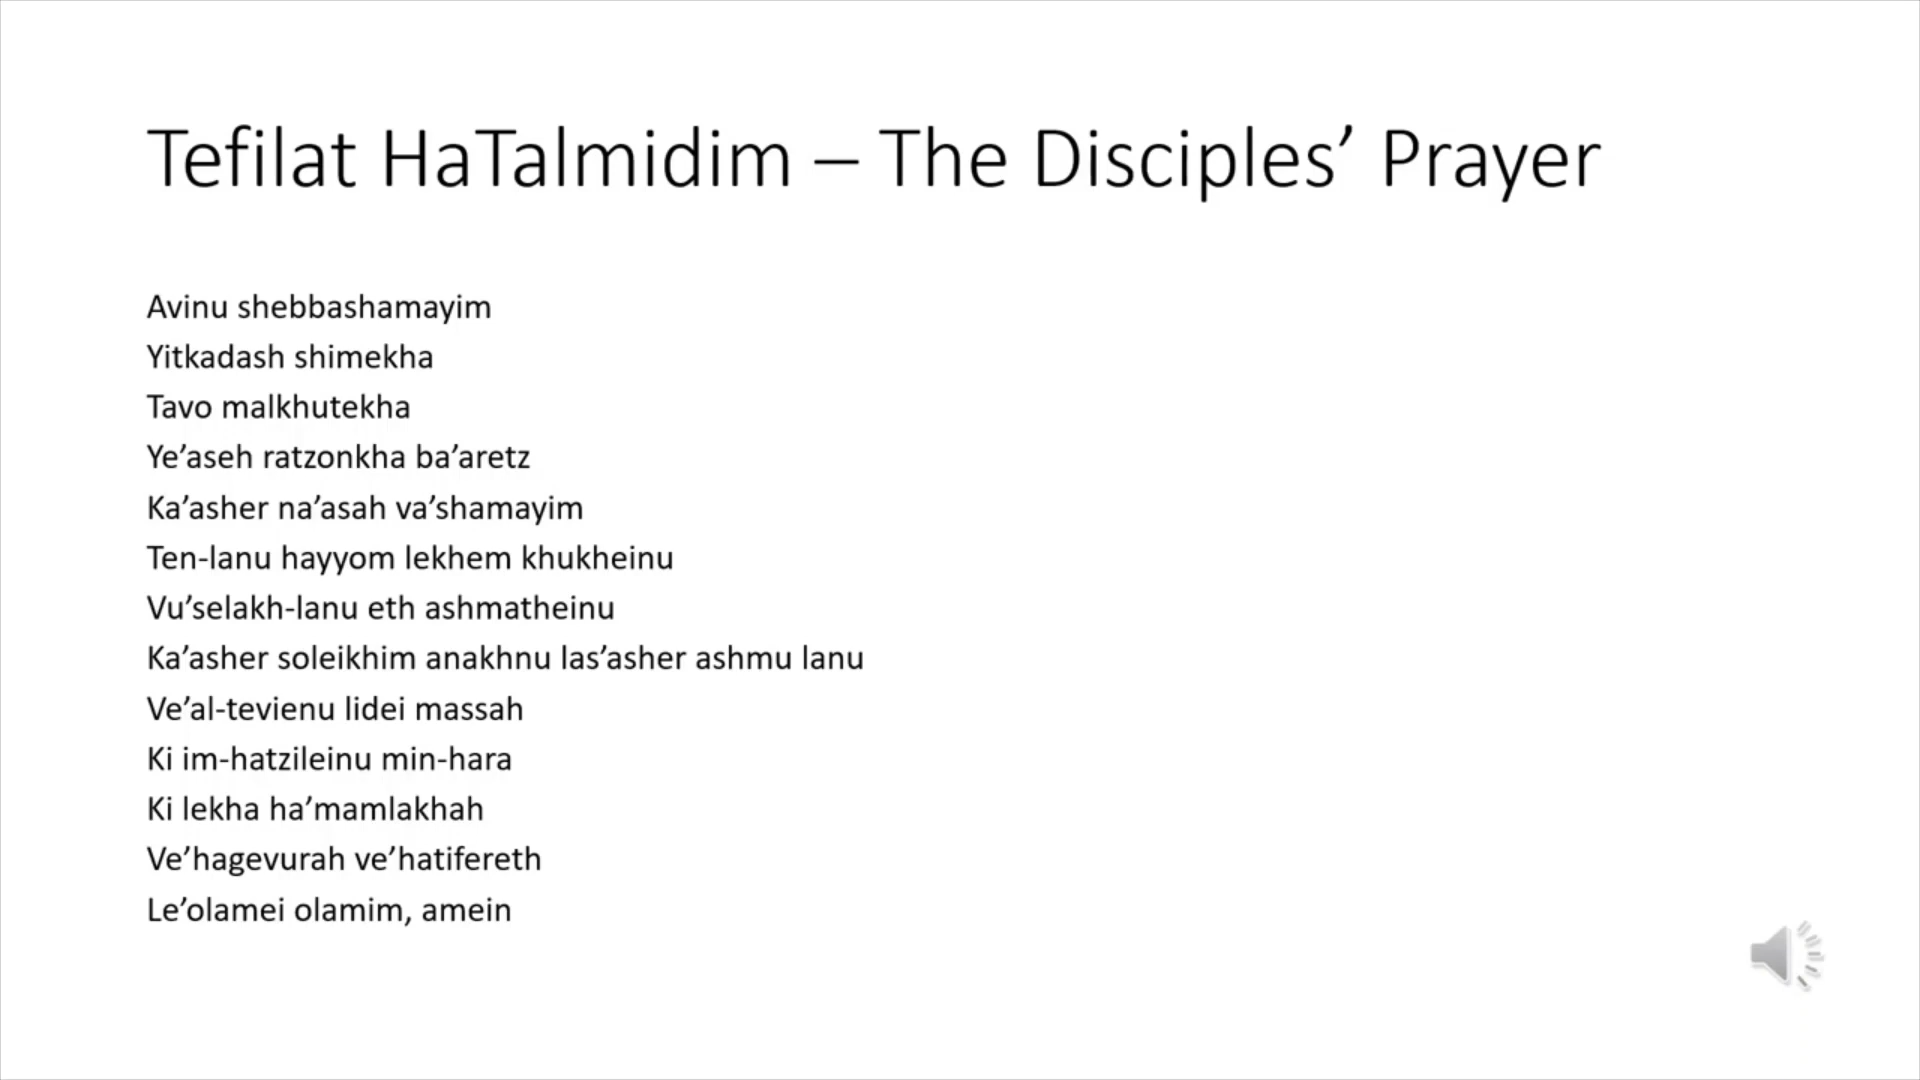 Tefilat HaTalmidim – The Disciples’ Prayer
Avinu shebbashamayim
Yitkadash shimekha
Tavo malkhutekha
Ye’aseh ratzonkha ba’aretz
Ka’asher na’asah va’shamayim
Ten-lanu hayyom lekhem khukheinu
Vu’selakh-lanu eth ashmatheinu
Ka’asher soleikhim anakhnu las’asher ashmu lanu
Ve’al-tevienu lidei massah
Ki im-hatzileinu min-hara
Ki lekha ha’mamlakhah
Ve’hagevurah ve’hatifereth
Le’olamei olamim, amein